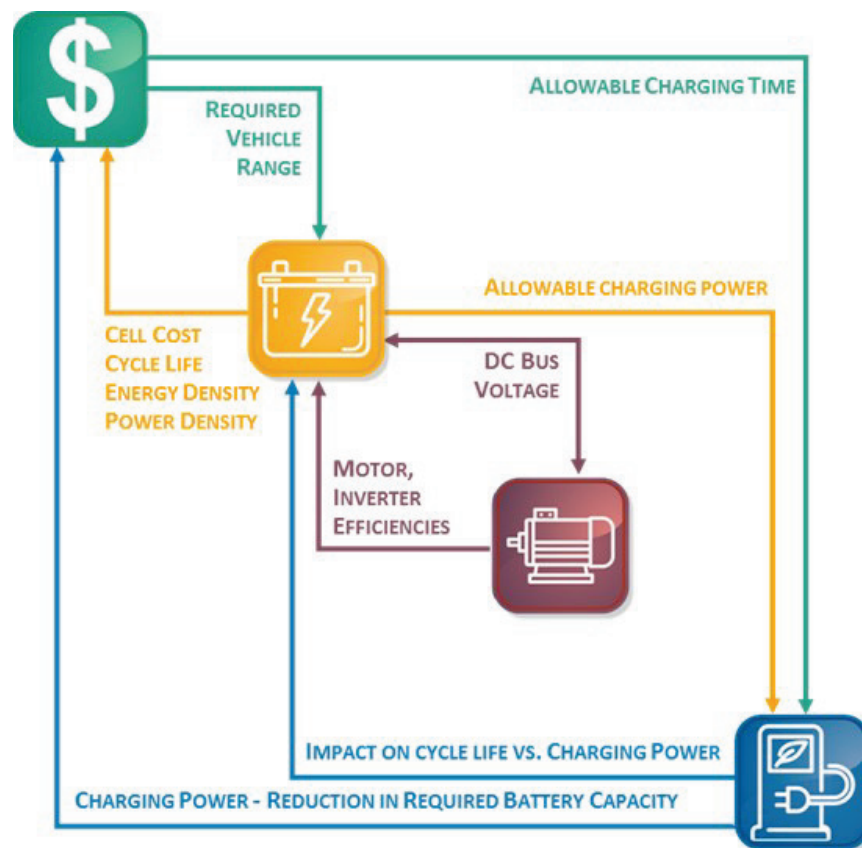 $
ALLOWABLE CHARGING TIME
REQUIRED
VEHICLE
RANGE
ALLOWABLE CHARGING POWER
CELL COST
CYCLE LIFE
ENERGY DENSITY
POWER DENSITY
DC BUS
VOLTAGE
MOTOR,
INVERTER
EFFICIENCIES
IMPACT ON CYCLE LIFE VS. CHARGING POWER
CHARGING POWER - REDUCTION IN REQUIRED BATTERY CAPACITY